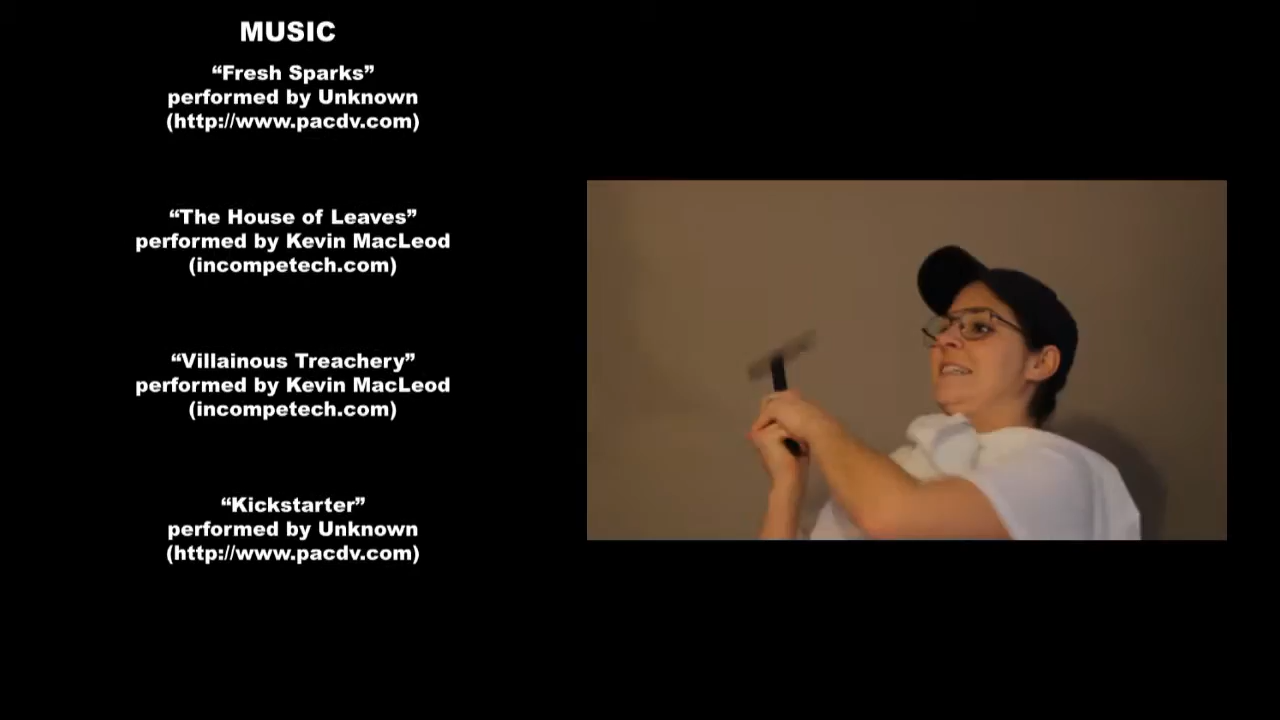 MUSIC
“Fresh Sparks”
performed by Unknown
(http://www.pacdv.com)
“The House of Leaves”
performed by Kevin MacLeod
(incompetech.com)
“Villainous Treachery”
performed by Kevin MacLeod
(incompetech.com)
“Kickstarter”
performed by Unknown
(http://www.pacdv.com)